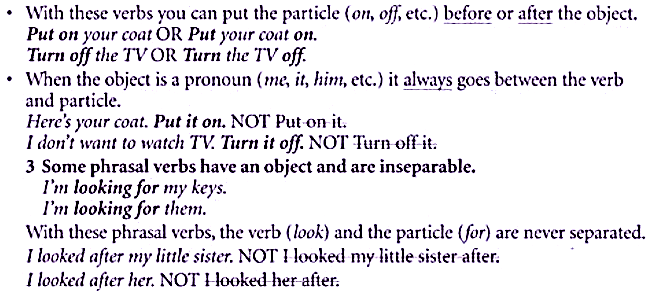 • With these verbs you can put the particle (on, off, etc.) before or after the object.
Put on your coat OR Put your coat on.
Turn off the TV OR Turn the TV off.
• When the object is a pronoun (me, it, him, etc.) it always goes between the verb
and particle.
Here's your coat. Put it on. NOT Put on it.
I don't want to watch TV. Turn it off. NOT Turn off it.
3 Some phrasal verbs have an object and are inseparable.
I'm looking for my keys.
I'm looking for them.
With these phrasal verbs, the verb (look) and the particle (for) are never separated.
I looked after my little sister. NOT I looked my little sister after.
I looked after her. NOT I looked her after.